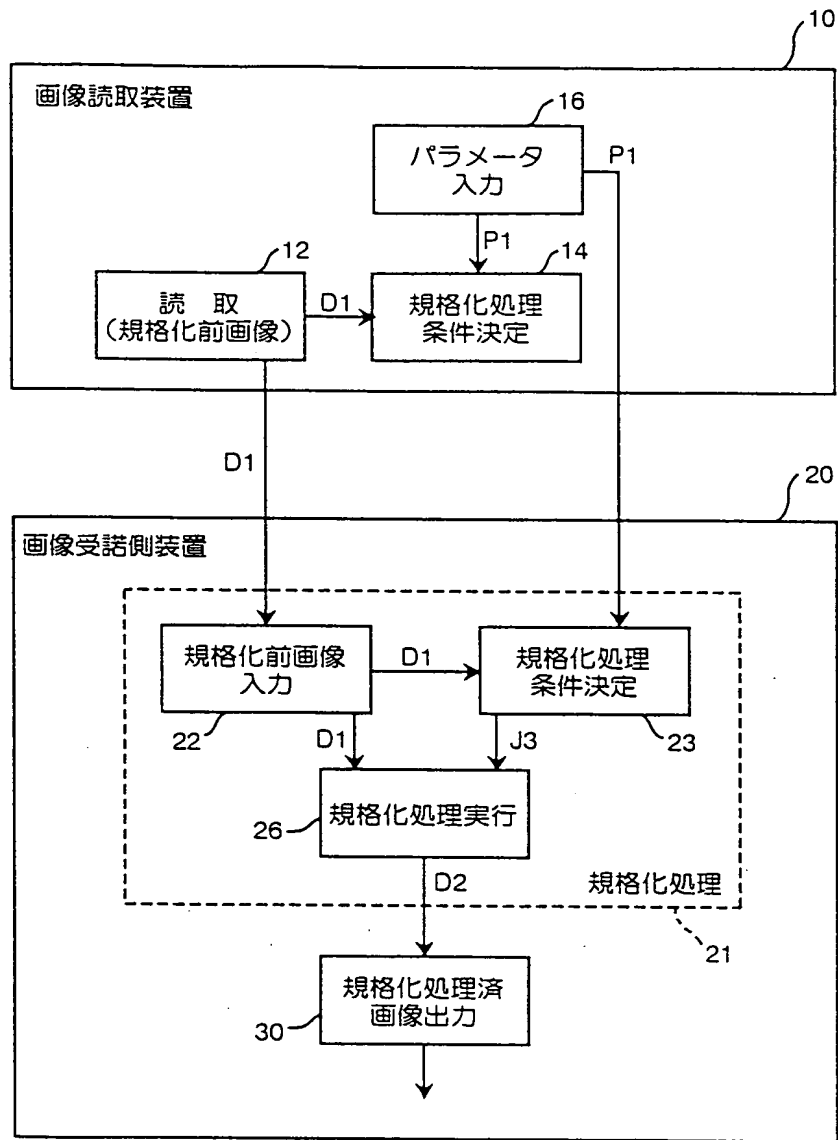 10
画像読取装置
16
パラメータ
入力
P1
P1
12
14
読 取
(規格化前画像)
D1
規格化処理
条件決定
D1
20
画像受諾側装置
規格化前画像
入力
D1
規格化処理
条件決定
22
23
D1
J3
26
規格化処理実行
D2
規格化処理
21
規格化処理済
画像出力
30